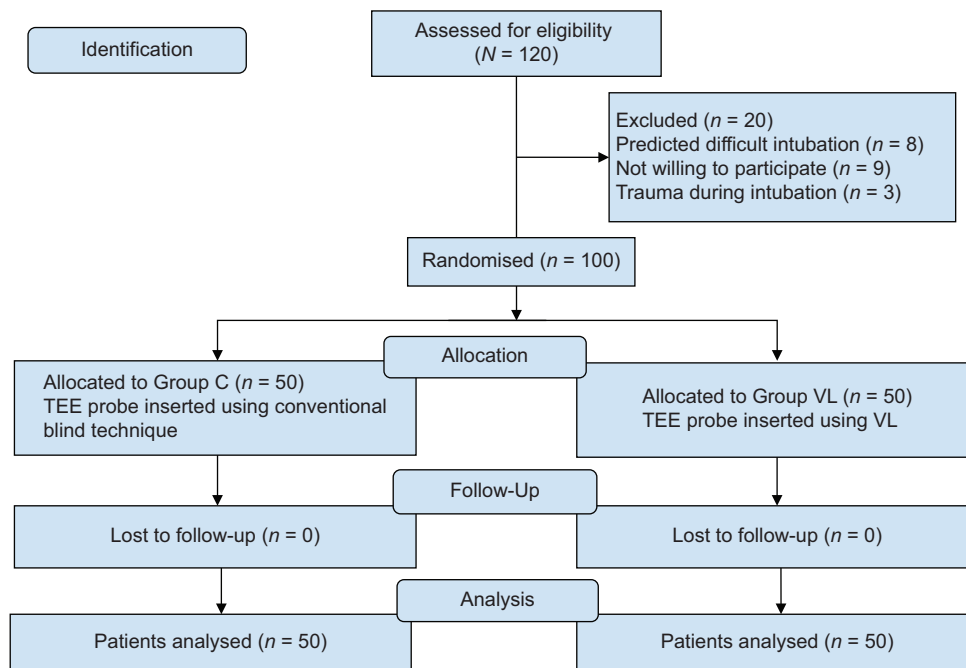 Identification
Assessed for eligibility
(N = 120)
Excluded (n = 20)
Predicted difficult intubation (n = 8)
Not willing to participate (n = 9)
Trauma during intubation (n = 3)
Randomised (n = 100)
Allocation
Allocated to Group C (n = 50)
TEE probe inserted using conventional
blind technique
Allocated to Group VL (n = 50)
TEE probe inserted using VL
Follow-Up
Lost to follow-up (n = 0)
Lost to follow-up (n = 0)
Analysis
Patients analysed (n = 50)
Patients analysed (n = 50)